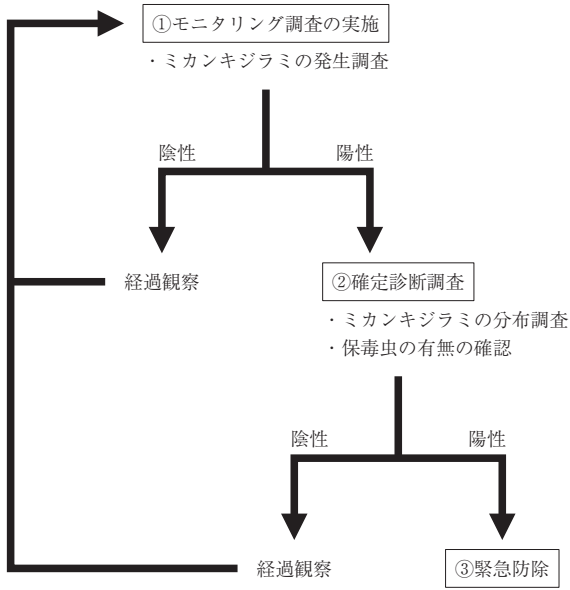 ①モニタリング調査の実施
・ミカンキジラミの発生調査
陰性
陽性
経過観察
②確定診断調査
・ミカンキジラミの分布調査
・保毒虫の有無の確認
陰性
陽性
経過観察
③緊急防除